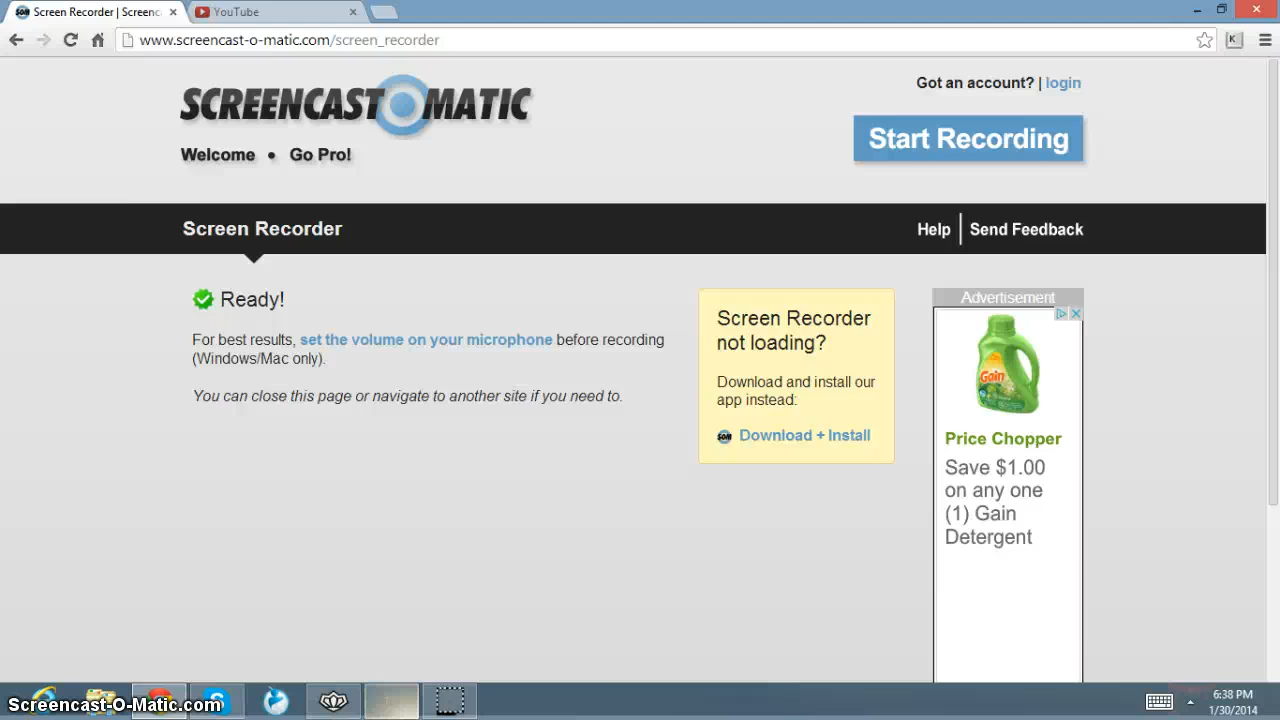 Screen Recorder | Screenc
YouTube
www.screencast-o-matic.com/screen_recorder
K
SCREENCAST MATIC
Got an account? | login
Start Recording
Welcome • Go Pro!
Screen Recorder
Help
Send Feedback
Ready!
For best results, set the volume on your microphone before recording
(Windows/Mac only).
You can close this page or navigate to another site if you need to.
Screen Recorder
not loading?
Download and install our
app instead:
SOM Download + Install
Advertisement
Gain
Price Chopper
Save $1.00
on any one
(1) Gain
Detergent
Screencast-O-Matic.com
6:38 PM
1/30/2014